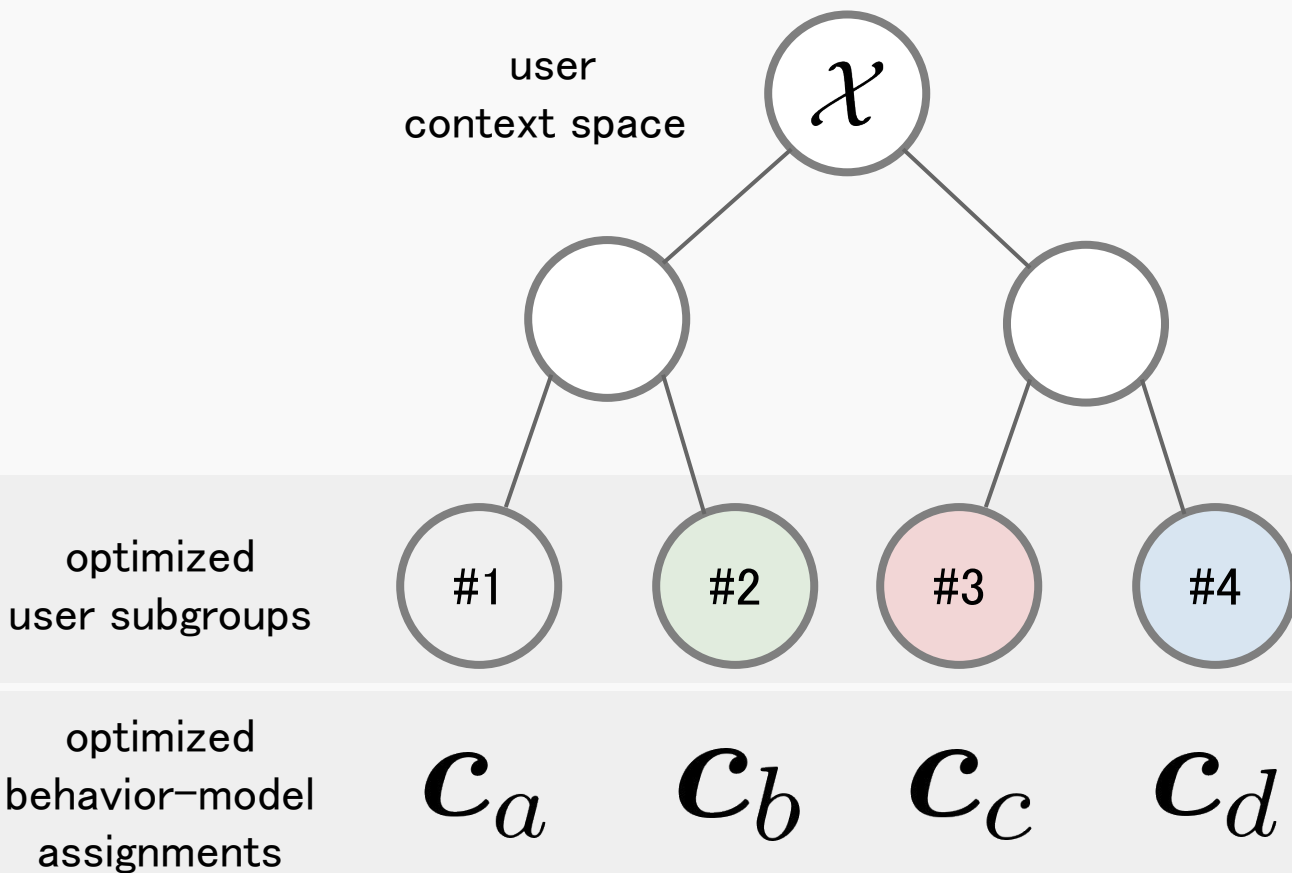 user
context space
𝒳
optimized
user subgroups
#1 #2 #3 #4
optimized
behavior-model
assignments
c_a c_b c_c c_d